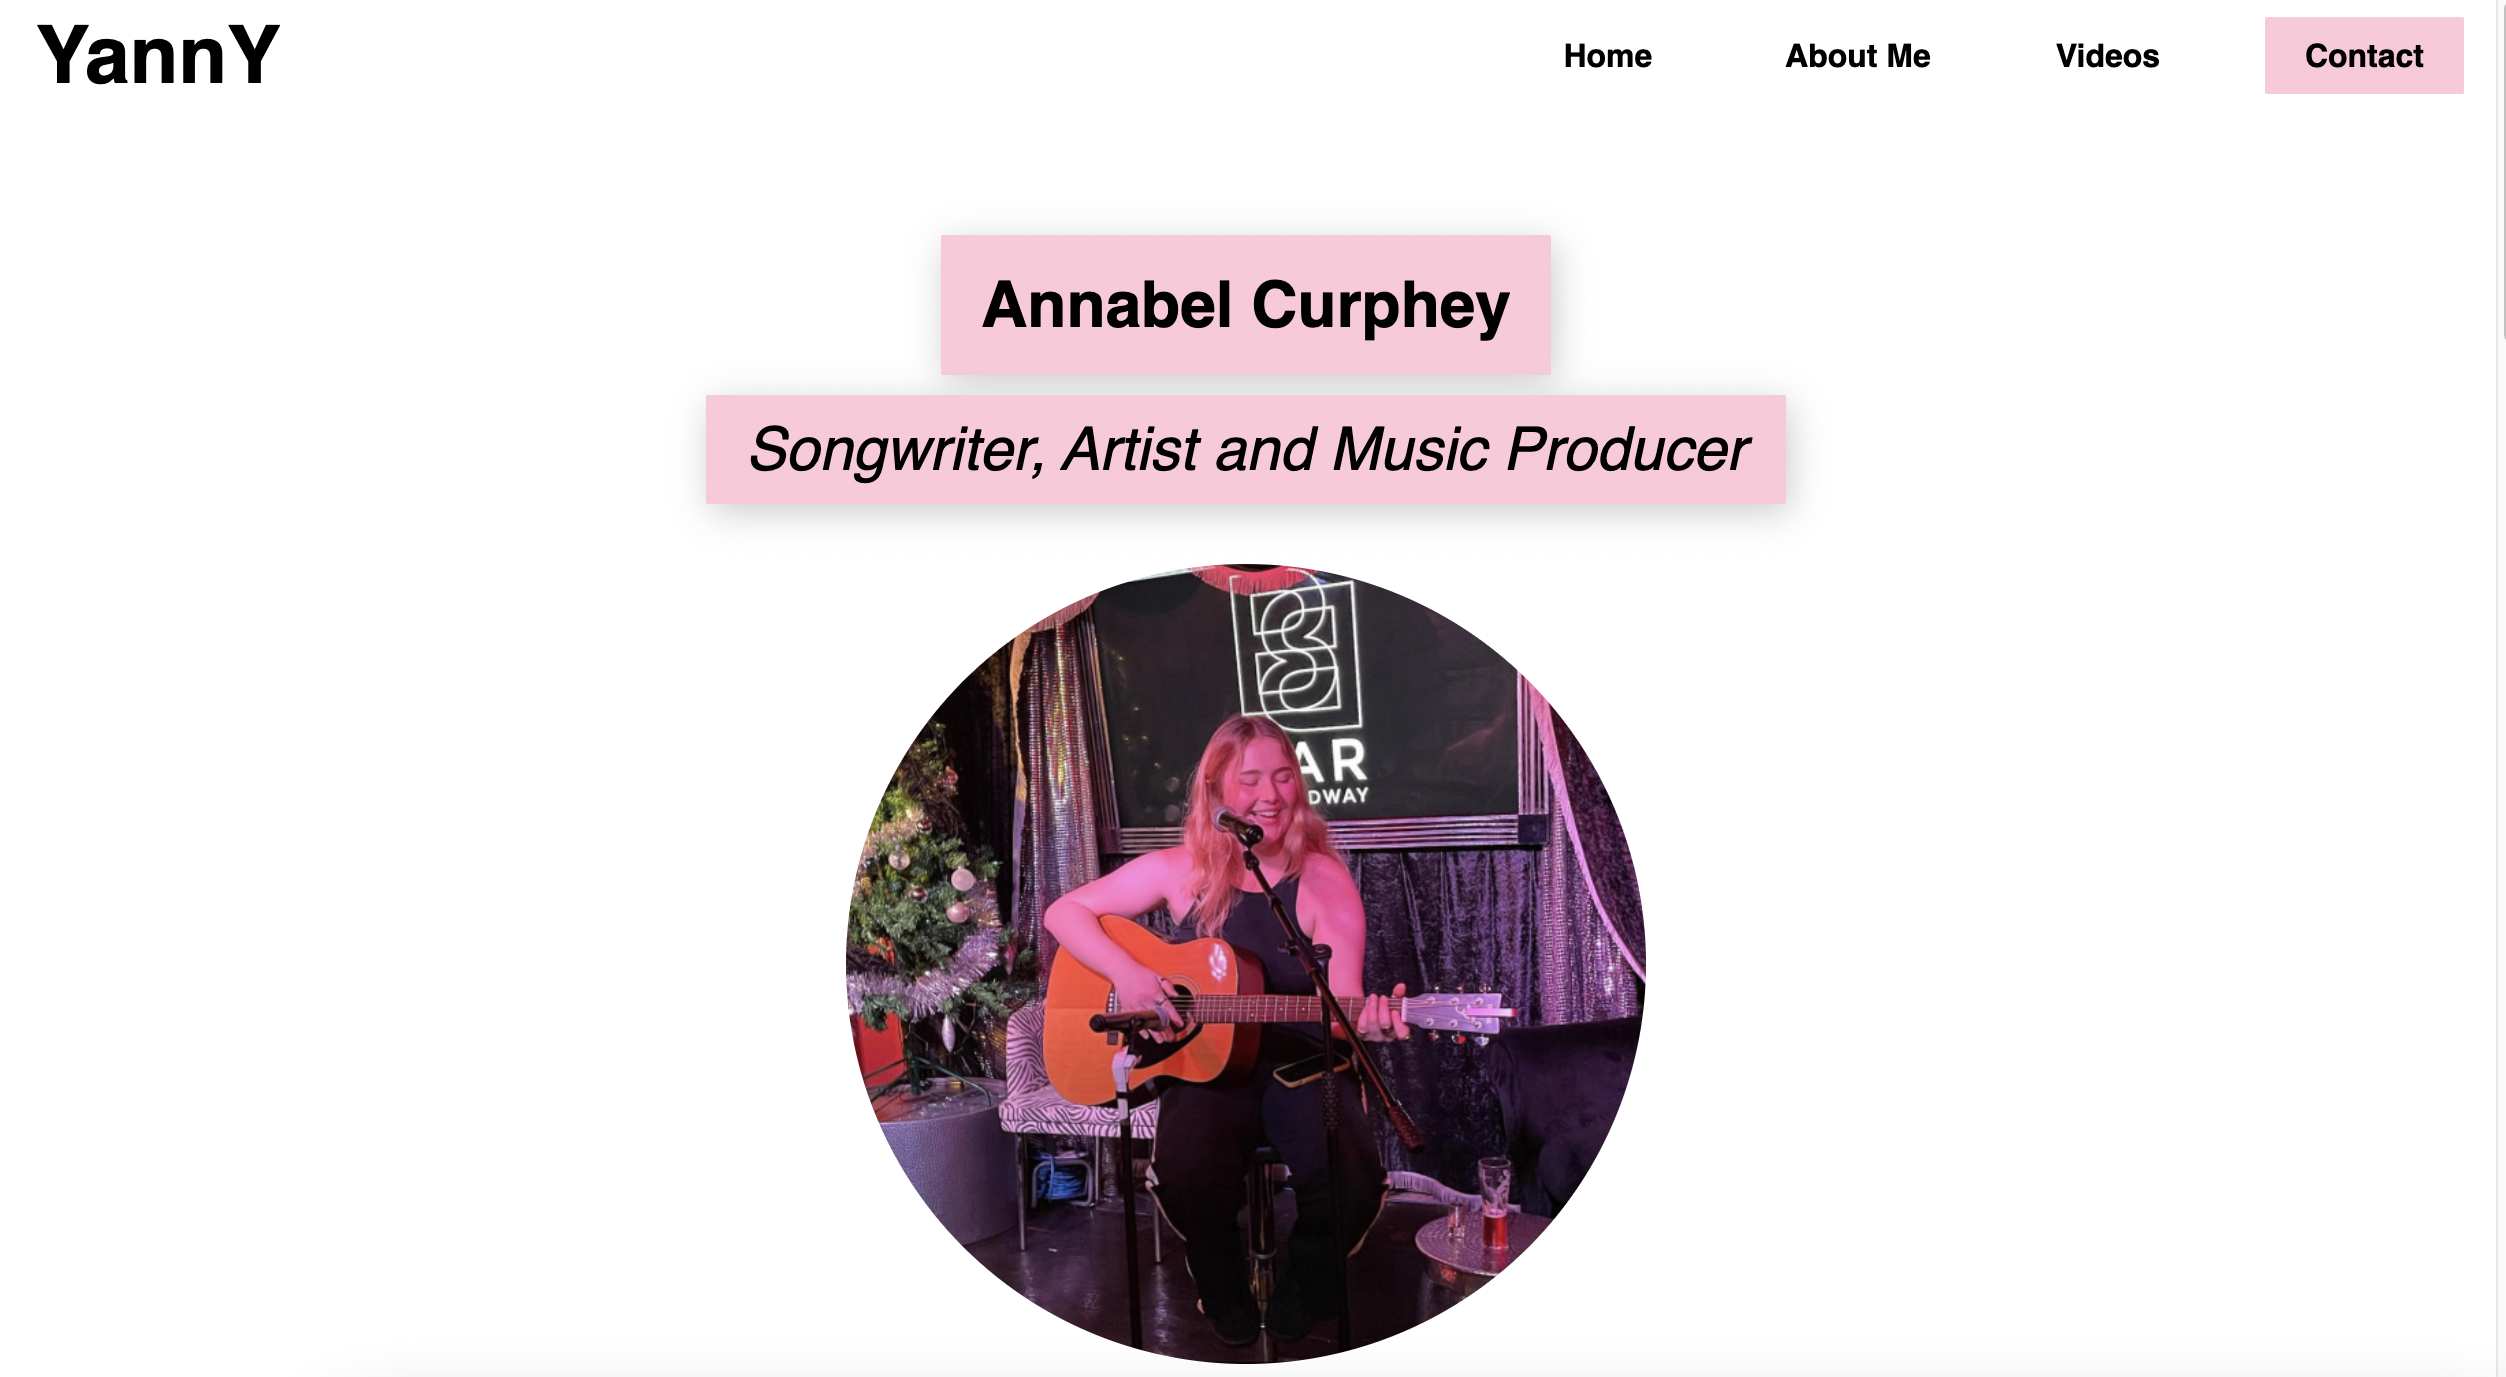 YannY
Home
About Me
Videos
Contact
Annabel Curphey
Songwriter, Artist and Music Producer
AR
DWAY